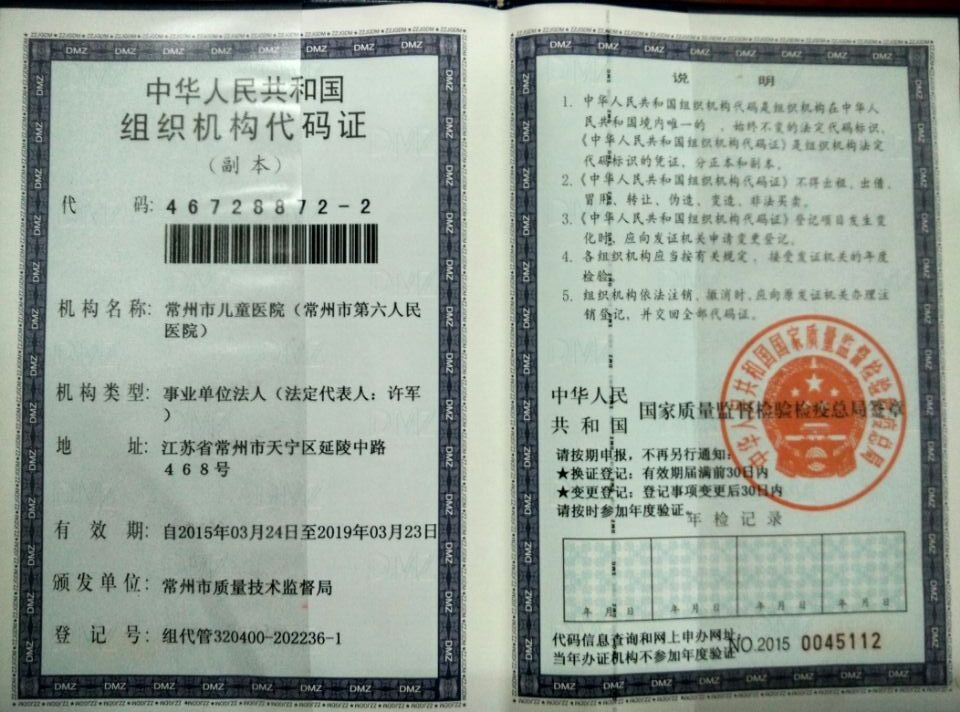 中华人民共和国
组织机构代码证
（副本）
代 码: 46728872-2
机构名称: 常州市儿童医院（常州市第六人民
医院）
机构类型: 事业单位法人（法定代表人：许军
）
地 址: 江苏省常州市天宁区延陵中路
468号
有 效 期: 自2015年03月24日至2019年03月23日
颁发单位: 常州市质量技术监督局
登 记 号: 组代管320400-202236-1
说 明
1. 中华人民共和国组织机构代码是组织机构在中华人
民共和国境内唯一的、始终不变的法定代码标识，
《中华人民共和国组织机构代码证》是组织机构法定
代码标识的凭证，分正本和副本。
2.《中华人民共和国组织机构代码证》不得出租、出借、
冒用、转让、伪造、变造、非法买卖。
3.《中华人民共和国组织机构代码证》登记项目发生变
化时，应向发证机关申请变更登记。
4. 各组织机构应当按有关规定，接受发证机关的年度
检验。
5. 组织机构依法注销、撤消时，应向原发证机关办理注
销登记，并交回全部代码证。
中华人民
共和国 国家质量监督检验检疫总局签章
中华人民共和国国家质量监督检验检疫总局
请按期申报，不再另行通知：
★换证登记：有效期届满前30日内
★变更登记：登记事项变更后30日内
请按时参加年度验证。
年检记录
年 月 日 年 月 日 年 月 日 年 月 日
代码信息查询和网上申办网址
当年办证机构不参加年度验证
NO.2015 0045112